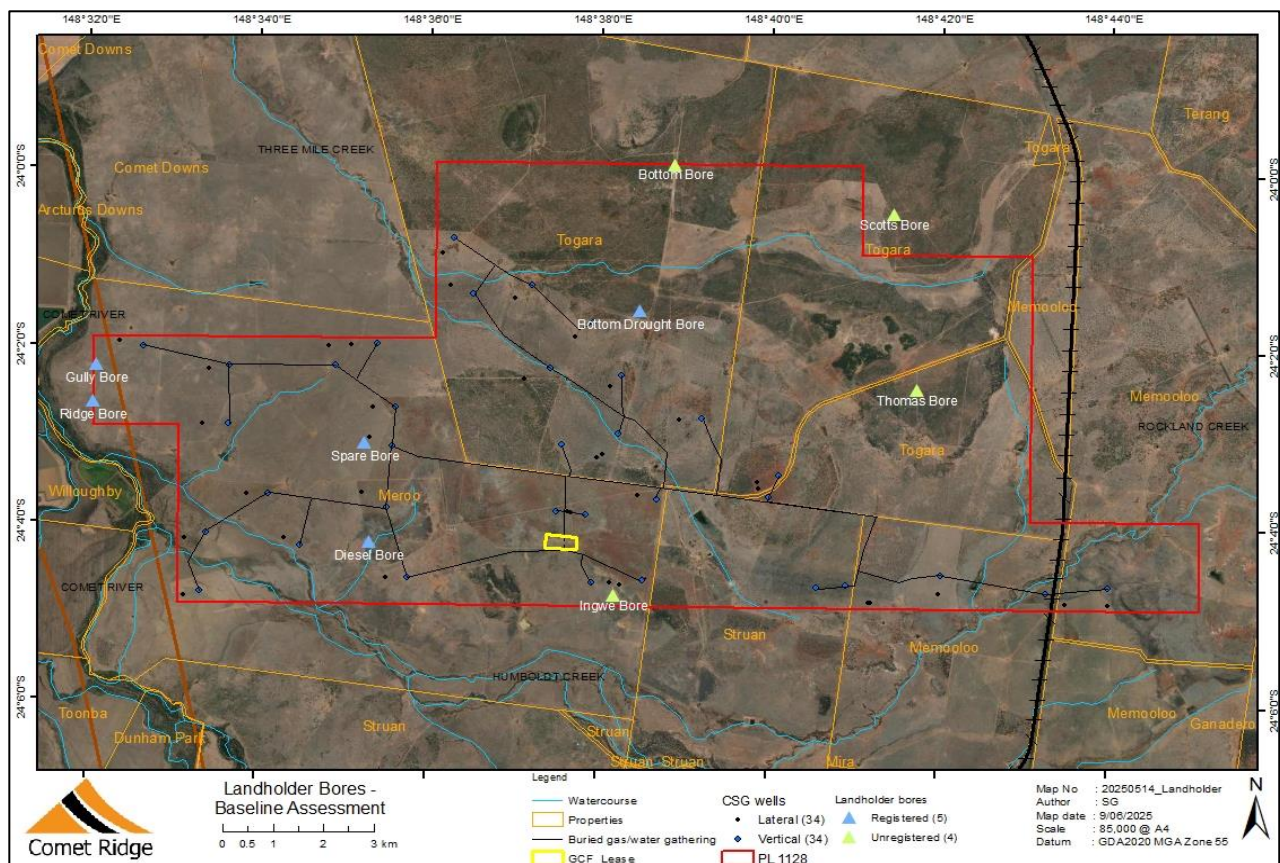 148°32'0"E 148°34'0"E 148°36'0"E 148°38'0"E 148°40'0"E 148°42'0"E 148°44'0"E
Comet Downs
Terang
THREE MILE CREEK
Togara
24°0'0"S
Comet Downs
Bottom Bore
24°0'0"S
Arcturus Downs
Scotts Bore
Togara
Togara
Memooloo
COMET RIVER
Bottom Drought Bore
24°2'0"S
24°2'0"S
Gully Bore
Ridge Bore
Thomas Bore
Memooloo
ROCKLAND CREEK
Spare Bore
Togara
Willoughby
Meroo
24°4'0"S
24°4'0"S
Diesel Bore
COMET RIVER
Ingwe Bore
Struan
Memooloo
HUMBOLDT CREEK
24°6'0"S
24°6'0"S
Toonba
Struan
Struan
Memooloo
Ganadero
Dunham Park
Struan Struan
Mira
Comet Ridge
Landholder Bores -
Baseline Assessment
0 0.5 1 2 3 km
Legend
Watercourse
Properties
Buried gas/water gathering
GCF Lease
CSG wells
Lateral (34)
Vertical (34)
PL 1128
Landholder bores
Registered (5)
Unregistered (4)
Map No : 20250514_Landholder
Author : SG
Map date : 9/06/2025
Scale : 85,000 @ A4
Datum : GDA2020 MGA Zone 55
N